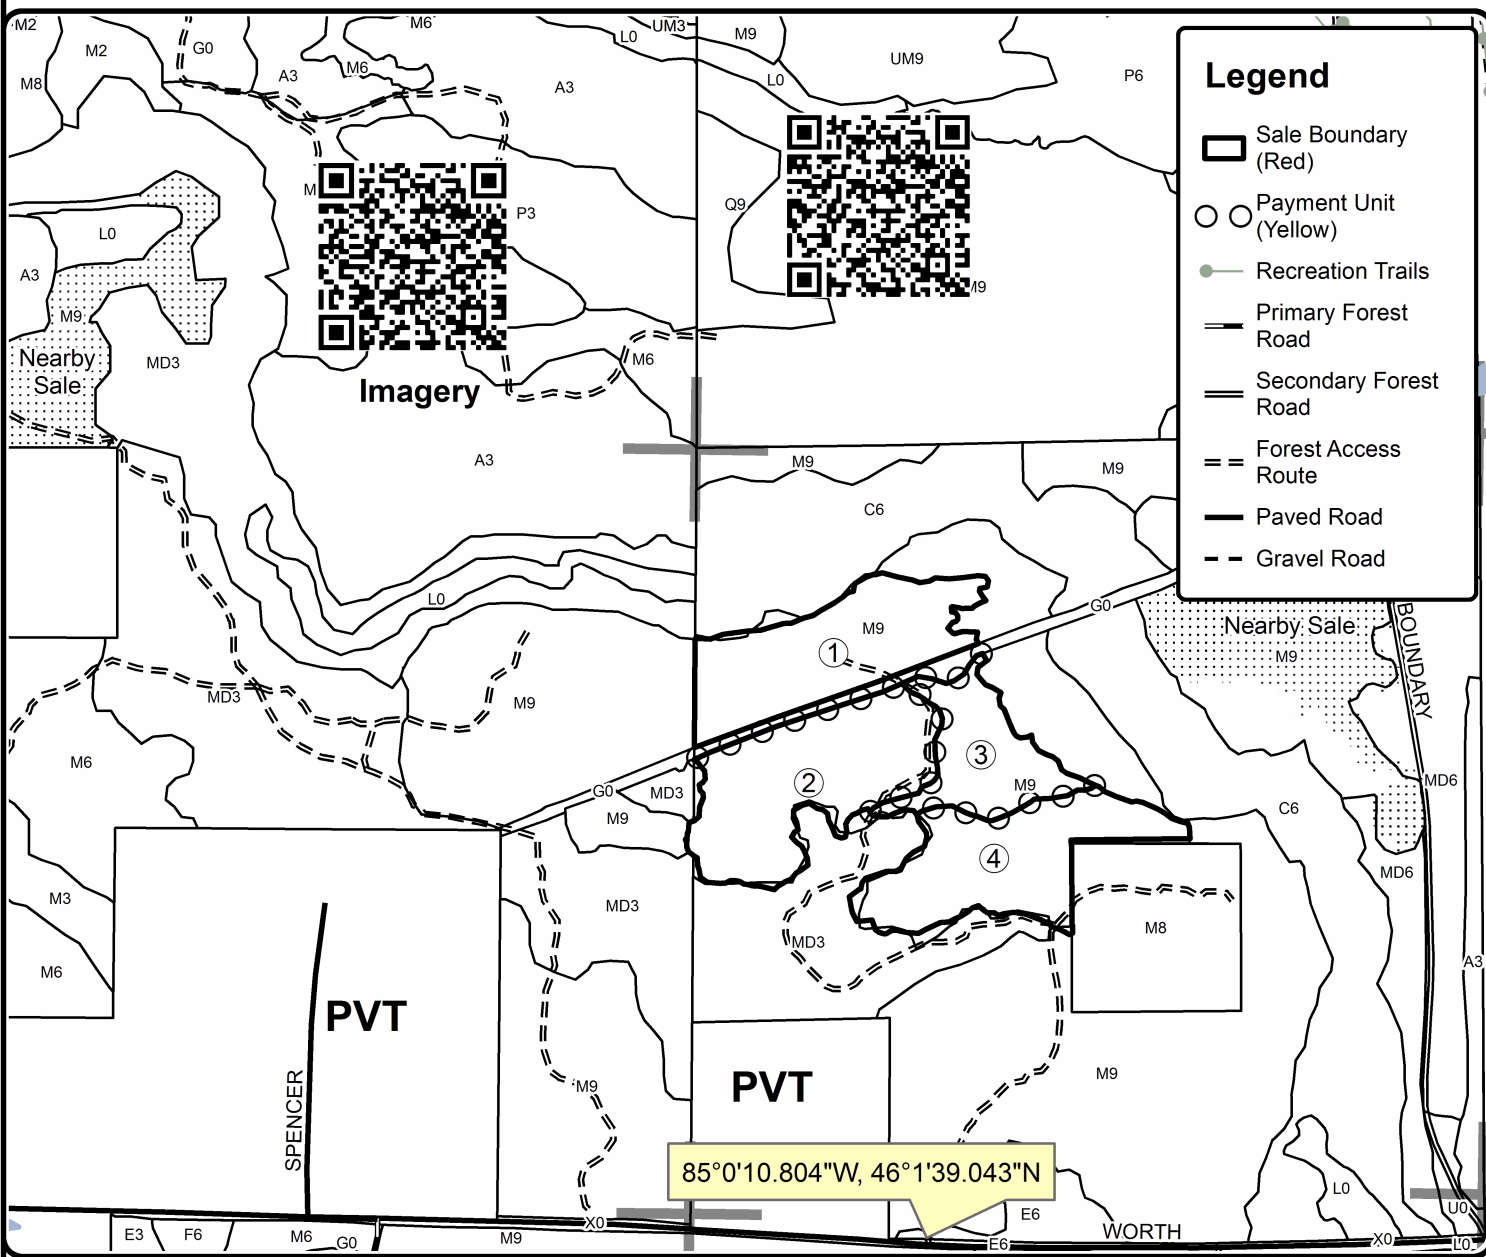 M2
M2
G0
M8
A3
M6
M6
A3
L0
UM3
M9
L0
UM9
P6
Legend
Sale Boundary
(Red)
Payment Unit
(Yellow)
Recreation Trails
Primary Forest
Road
Secondary Forest
Road
Forest Access
Route
Paved Road
Gravel Road
M
P3
Q9
M9
L0
A3
M9
Nearby
Sale
MD3
Imagery
M6
A3
M9
M9
C6
L0
M9
G0
Nearby Sale
M9
BOUNDARY
1
MD3
M9
M6
G0
MD3
M9
2
3
M9
4
MD6
C6
MD6
M3
M6
MD3
MD3
M8
A3
PVT
SPENCER
M9
PVT
M9
85°0'10.804"W, 46°1'39.043"N
L0
U0
E6
WORTH
X0
E3
F6
M6
G0
M9
E6
X0
L0